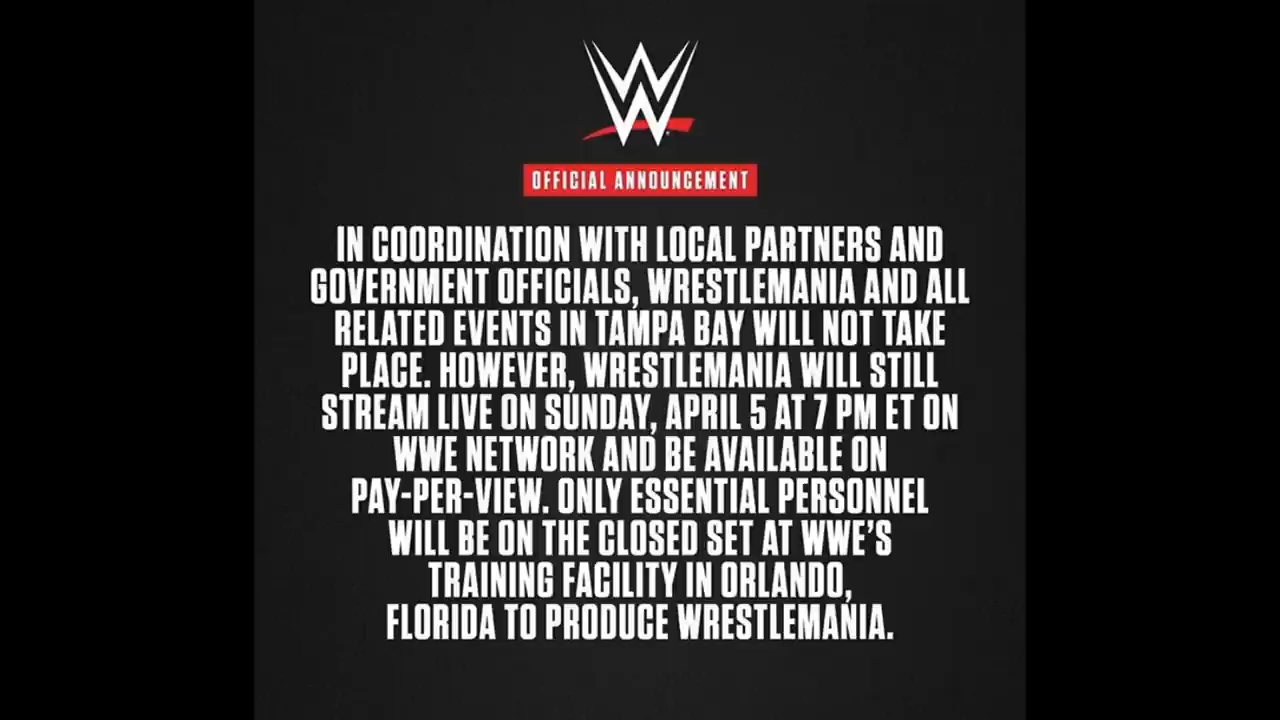 W
OFFICIAL ANNOUNCEMENT
IN COORDINATION WITH LOCAL PARTNERS AND
GOVERNMENT OFFICIALS, WRESTLEMANIA AND ALL
RELATED EVENTS IN TAMPA BAY WILL NOT TAKE
PLACE. HOWEVER, WRESTLEMANIA WILL STILL
STREAM LIVE ON SUNDAY, APRIL 5 AT 7 PM ET ON
WWE NETWORK AND BE AVAILABLE ON
PAY-PER-VIEW. ONLY ESSENTIAL PERSONNEL
WILL BE ON THE CLOSED SET AT WWE'S
TRAINING FACILITY IN ORLANDO,
FLORIDA TO PRODUCE WRESTLEMANIA.